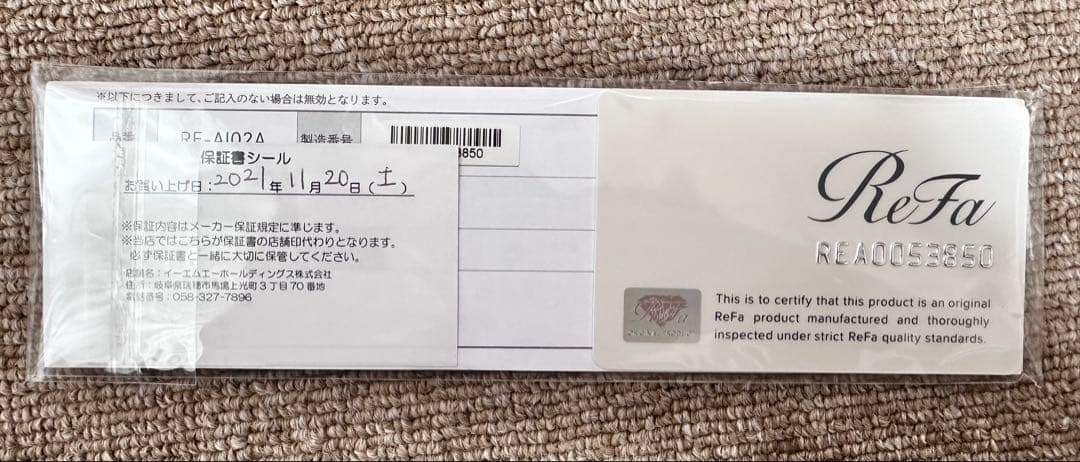 ※以下につきまして、ご記入のない場合は無効となります。
品番 RF-AI02A 製造番号
3850
保証書シール
お買い上げ日：2021年11月20日（土）
※保証内容はメーカー保証規定に準じます。
※当店ではこちらが保証書の店舗印代わりとなります。
必ず保証書と一緒に大切に保管してください。
店舗名：イーエムエーホールディングス株式会社
住所：岐阜県瑞穂市馬場上光町3丁目70番地
電話番号：058-327-7896
ReFa
REA0053850
This is to certify that this product is an original
ReFa product manufactured and thoroughly
inspected under strict ReFa quality standards.